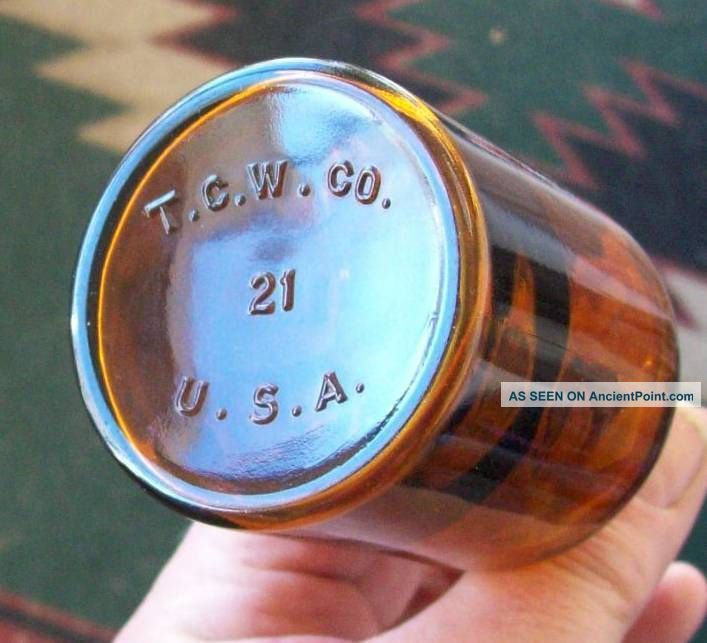 T.C.W. CO.
21
U.S.A.
AS SEEN ON AncientPoint.com